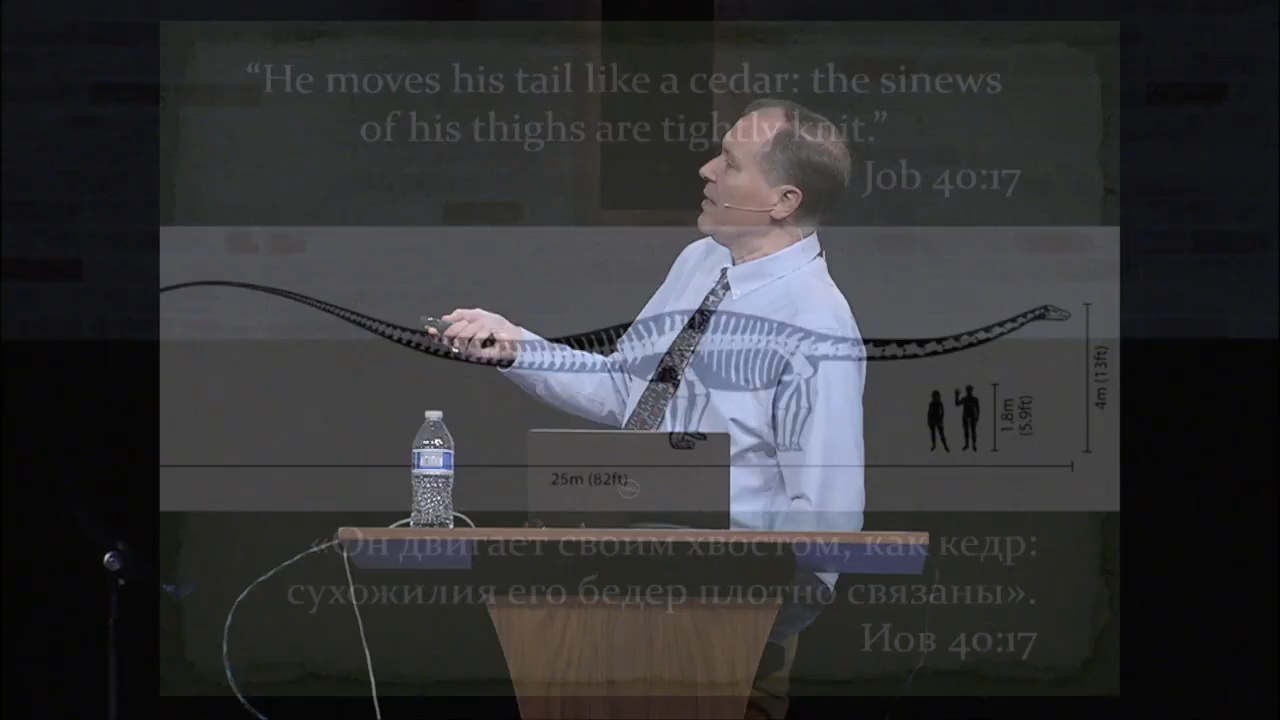 “He moves his tail like a cedar: the sinews
of his thighs are tightly knit.”
Job 40:17
4m (13ft)
1.8m
(5.9ft)
25m (82ft)
«Он двигает своим хвостом, как кедр:
сухожилия его бедер плотно связаны».
Иов 40:17